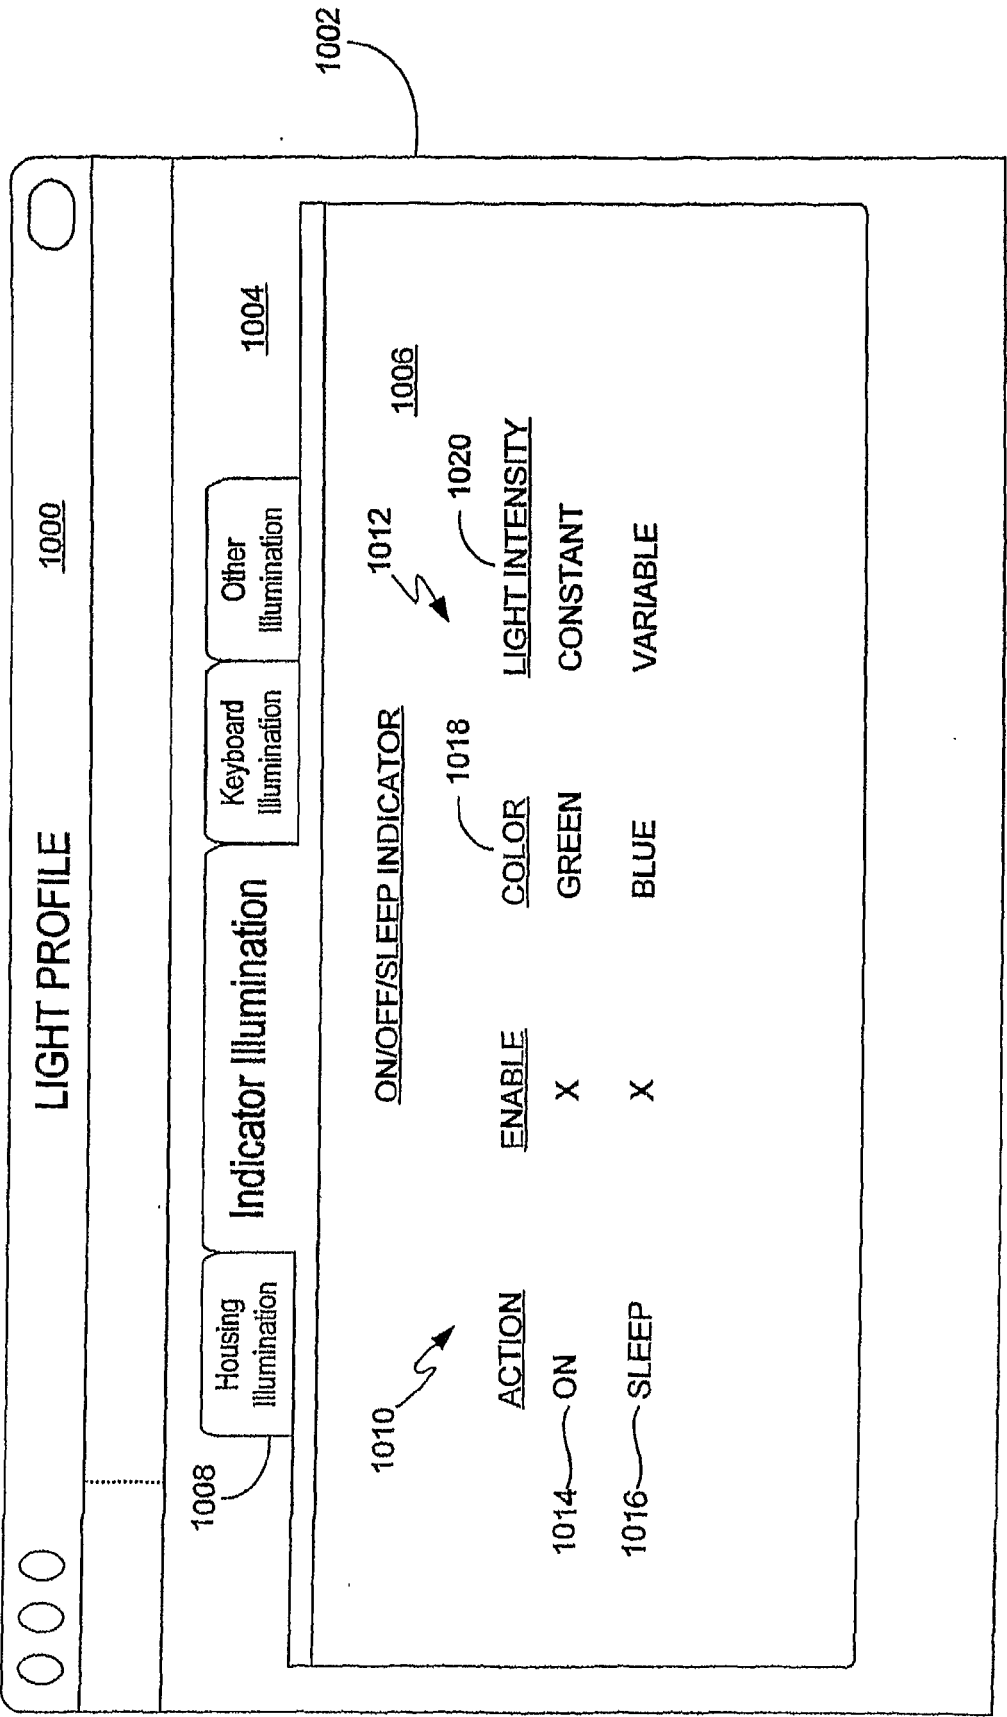 LIGHT PROFILE
1000
1002
1004
1008
Housing
Illumination
Indicator Illumination
Keyboard
Illumination
Other
Illumination
1006
ON/OFF/SLEEP INDICATOR
1010
1012
1018
1020
ACTION ENABLE COLOR LIGHT INTENSITY
1014 ON X GREEN CONSTANT
1016 SLEEP X BLUE VARIABLE